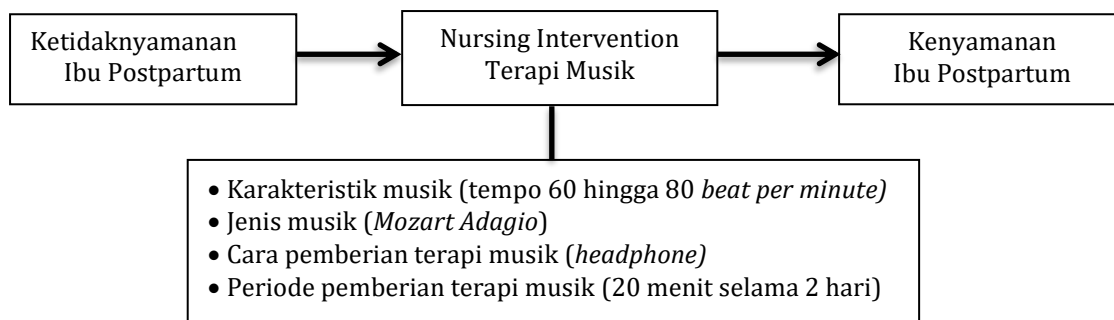 Ketidaknyamanan
Ibu Postpartum
Nursing Intervention
Terapi Musik
Kenyamanan
Ibu Postpartum
• Karakteristik musik (tempo 60 hingga 80 beat per minute)
• Jenis musik (Mozart Adagio)
• Cara pemberian terapi musik (headphone)
• Periode pemberian terapi musik (20 menit selama 2 hari)